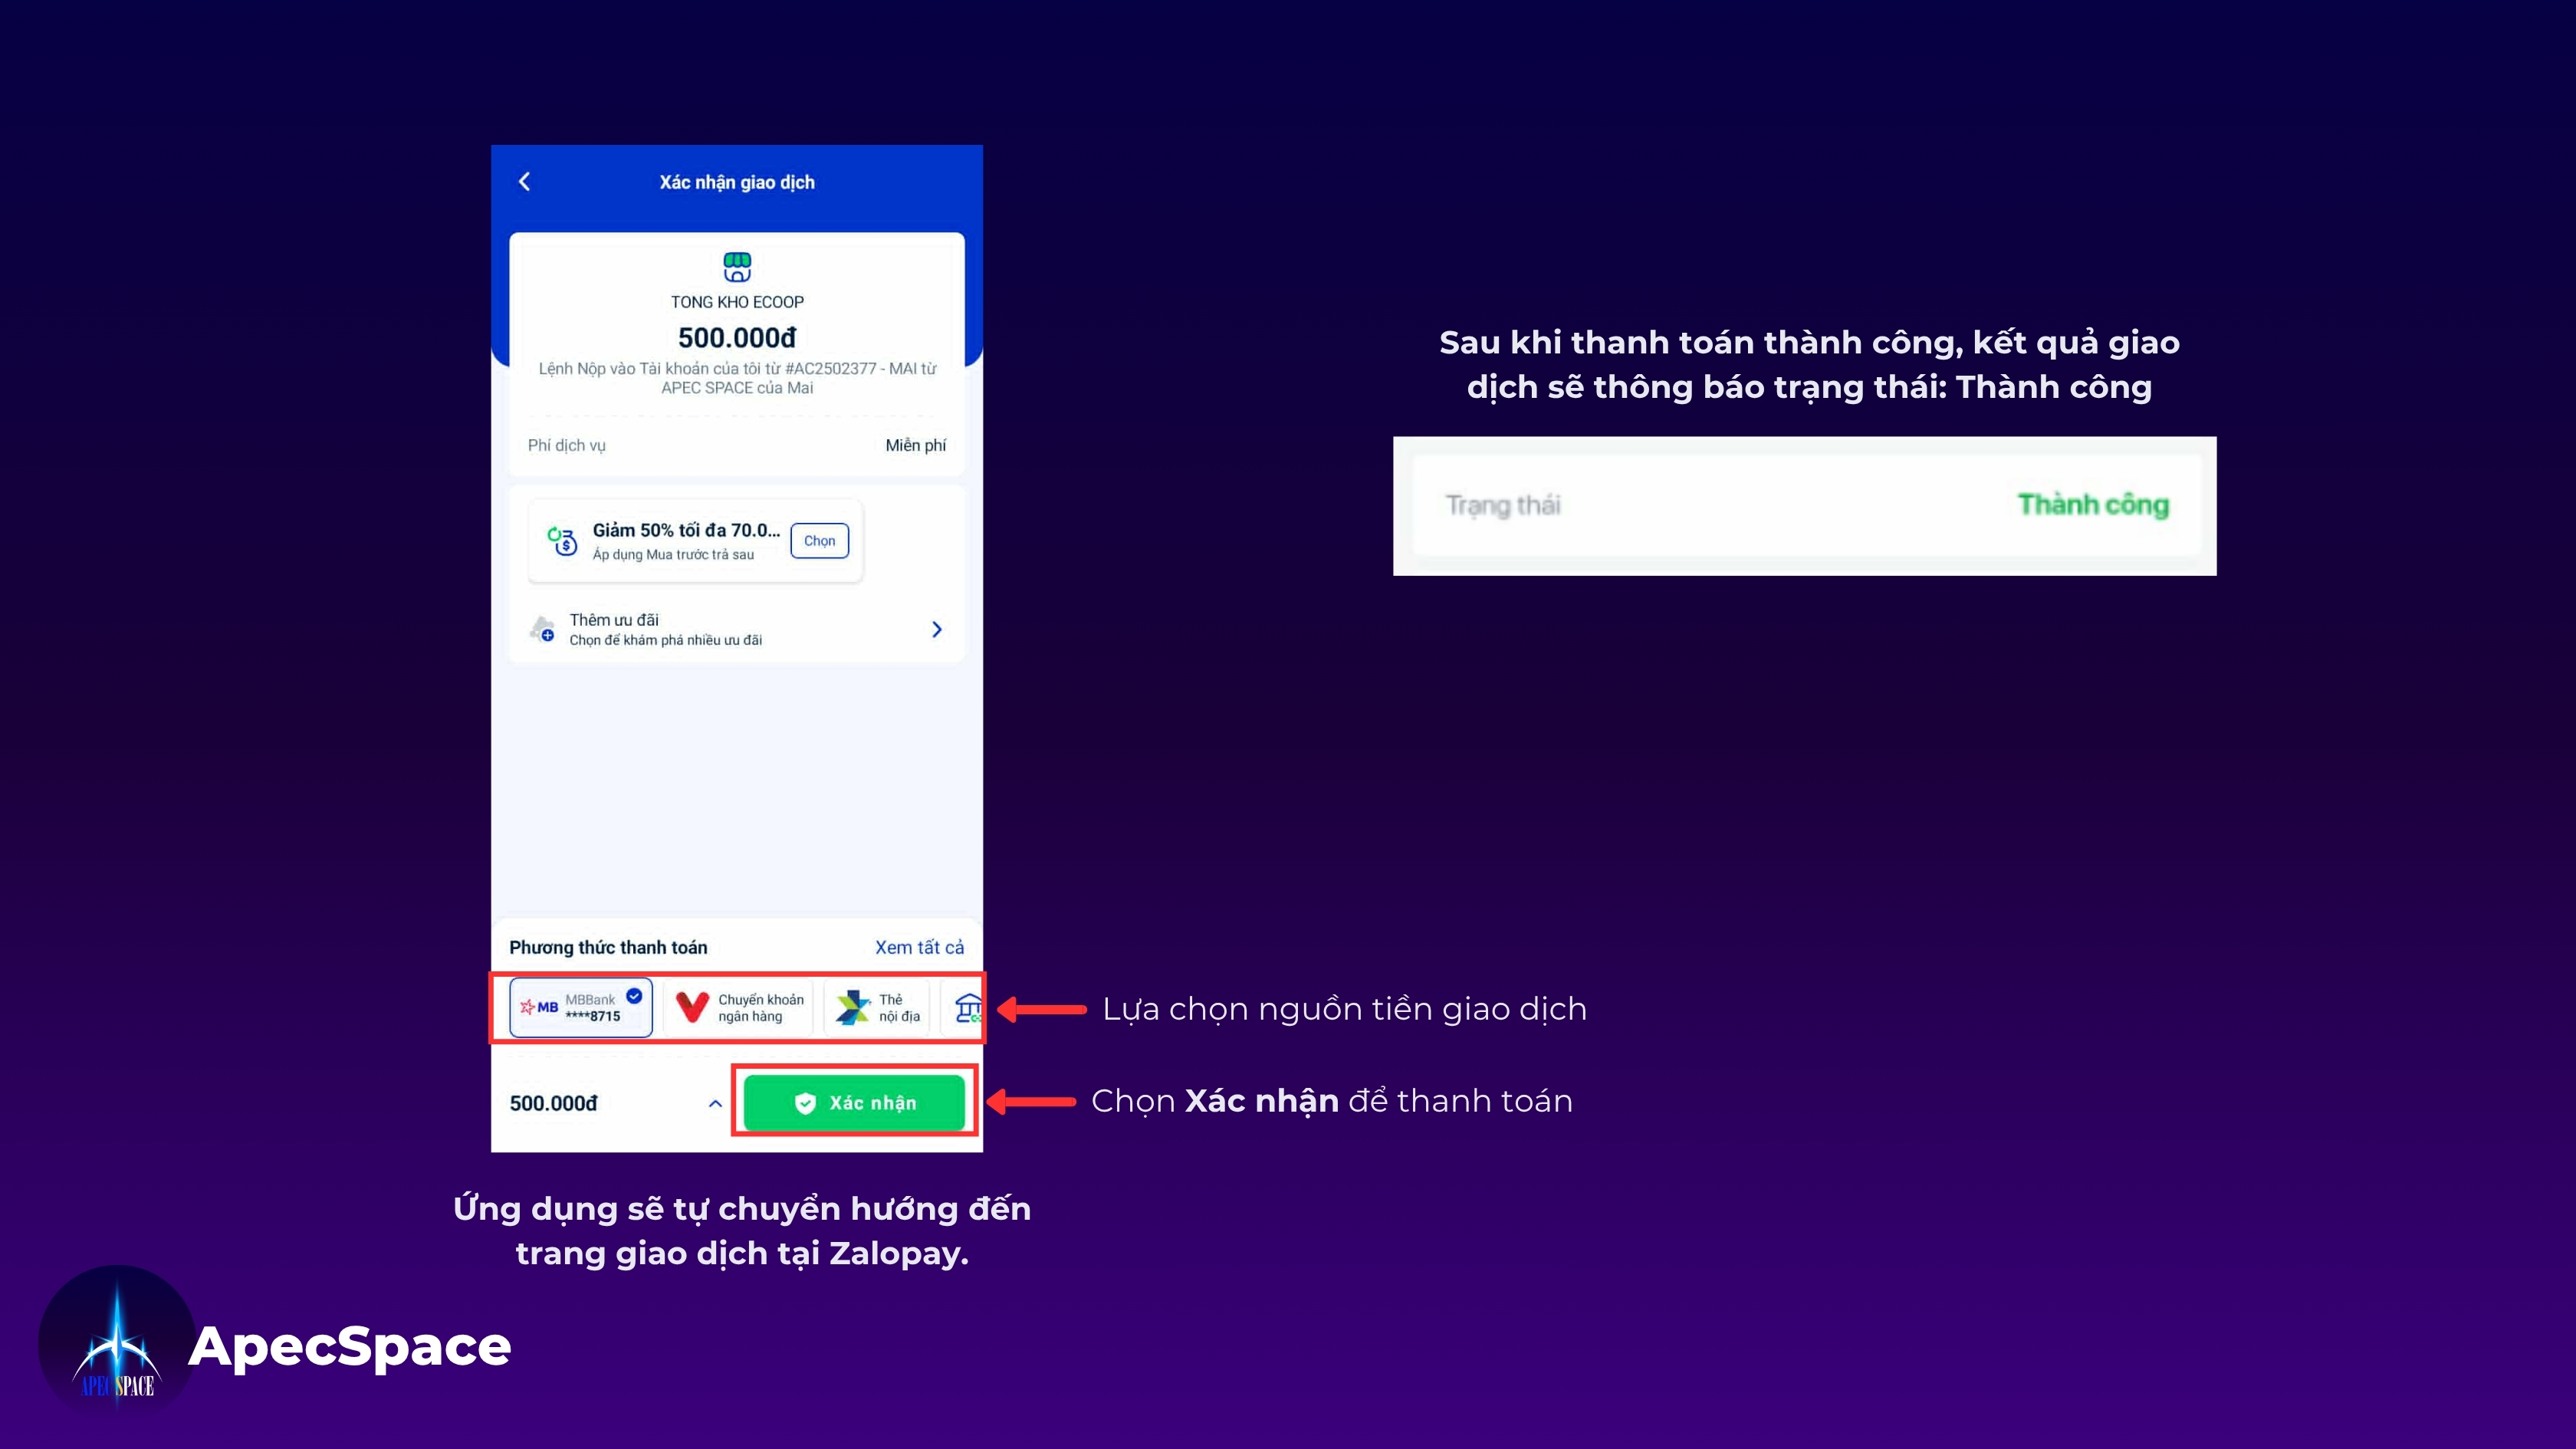 Xác nhận giao dịch
TONG KHO ECOOP
500.000đ
Lệnh Nộp vào Tài khoản của tôi từ #AC2502377 - MAI từ
APEC SPACE của Mai
Phí dịch vụ
Miễn phí
Giảm 50% tối đa 70.0...
Áp dụng Mua trước trả sau
Chọn
Thêm ưu đãi
Chọn để khám phá nhiều ưu đãi
Phương thức thanh toán
Xem tất cả
MB
MBBank
****8715
Chuyển khoản
ngân hàng
Thẻ
nội địa
Lựa chọn nguồn tiền giao dịch
500.000đ
Xác nhận
Chọn Xác nhận để thanh toán
Ứng dụng sẽ tự chuyển hướng đến
trang giao dịch tại Zalopay.
Sau khi thanh toán thành công, kết quả giao
dịch sẽ thông báo trạng thái: Thành công
Trạng thái
Thành công
APEC SPACE
ApecSpace